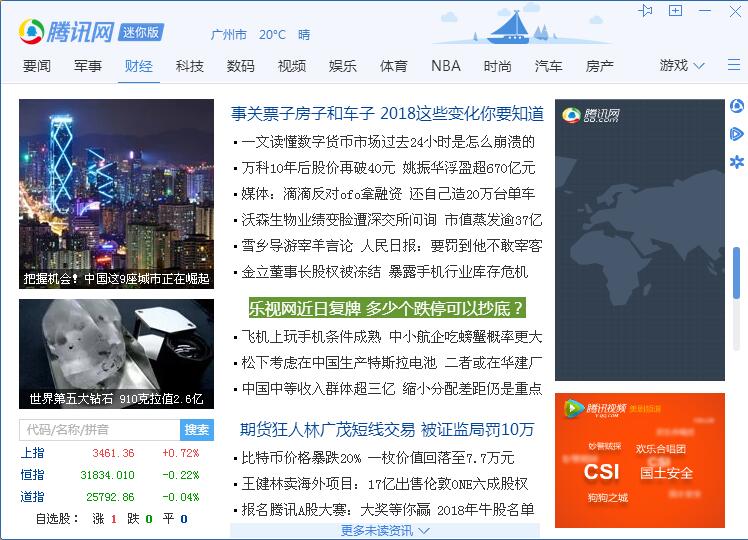 腾讯网 迷你版
广州市 20°C 晴
要闻 军事 财经 科技 数码 视频 娱乐 体育 NBA 时尚 汽车 房产 游戏
把握机会！中国这9座城市正在崛起
世界第五大钻石 910克拉值2.6亿
代码/名称/拼音 搜索
上指 3461.36 +0.72%
恒指 31834.010 -0.22%
道指 25792.86 -0.04%
自选股： 涨 1 跌 0 平 0
事关票子房子和车子 2018这些变化你要知道
一文读懂数字货币市场过去24小时是怎么崩溃的
万科10年后股价再破40元 姚振华浮盈超670亿元
媒体：滴滴反对ofo拿融资 还自己造20万台单车
沃森生物业绩变脸遭深交所问询 市值蒸发逾37亿
雪乡导游宰羊言论 人民日报：要罚到他不敢宰客
金立董事长股权被冻结 暴露手机行业库存危机
乐视网近日复牌 多少个跌停可以抄底？
飞机上玩手机条件成熟 中小航企吃螃蟹概率更大
松下考虑在中国生产特斯拉电池 二者或在华建厂
中国中等收入群体超三亿 缩小分配差距仍是重点
期货狂人林广茂短线交易 被证监局罚10万
比特币价格暴跌20% 一枚价值回落至7.7万元
王健林卖海外项目：17亿出售伦敦ONE六成股权
报名腾讯A股大赛：大奖等你赢 2018年牛股名单
更多未读资讯
腾讯网
QQ.com
腾讯视频 美剧频道
V.QQ.COM
妙警贼探 欢乐合唱团
CSI 国土安全
狗狗之城